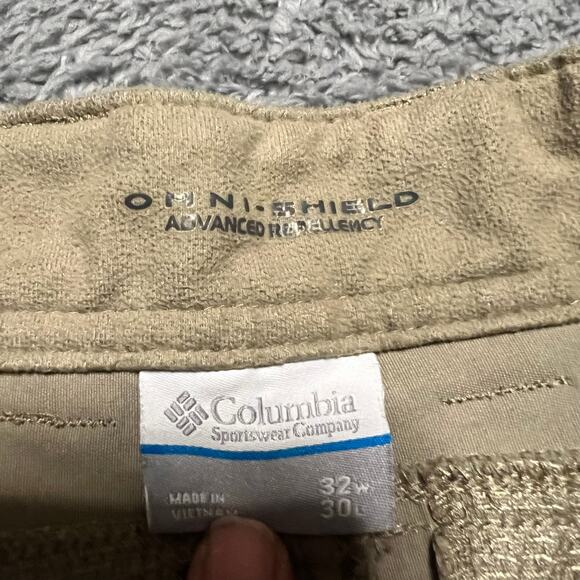 OMNI-SHIELD
ADVANCED REPELLENCY
Columbia
Sportswear Company
MADE IN
VIETNAM
32W
30L